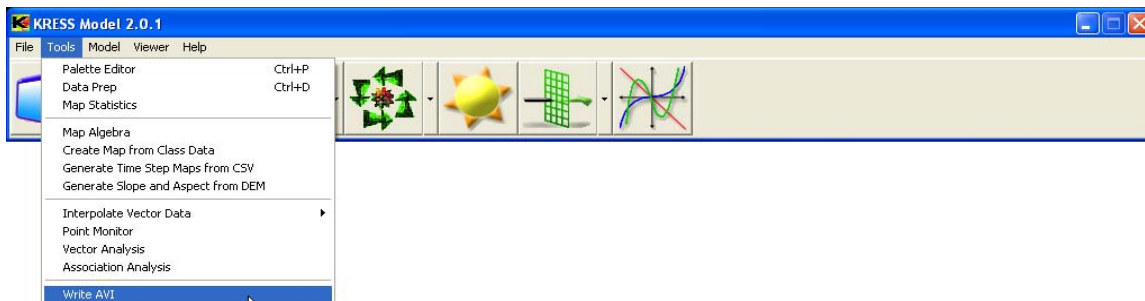 KRESS Model 2.0.1
File Tools Model Viewer Help
Palette Editor Ctrl+P
Data Prep Ctrl+D
Map Statistics
Map Algebra
Create Map from Class Data
Generate Time Step Maps from CSV
Generate Slope and Aspect from DEM
Interpolate Vector Data
Point Monitor
Vector Analysis
Association Analysis
Write AVI